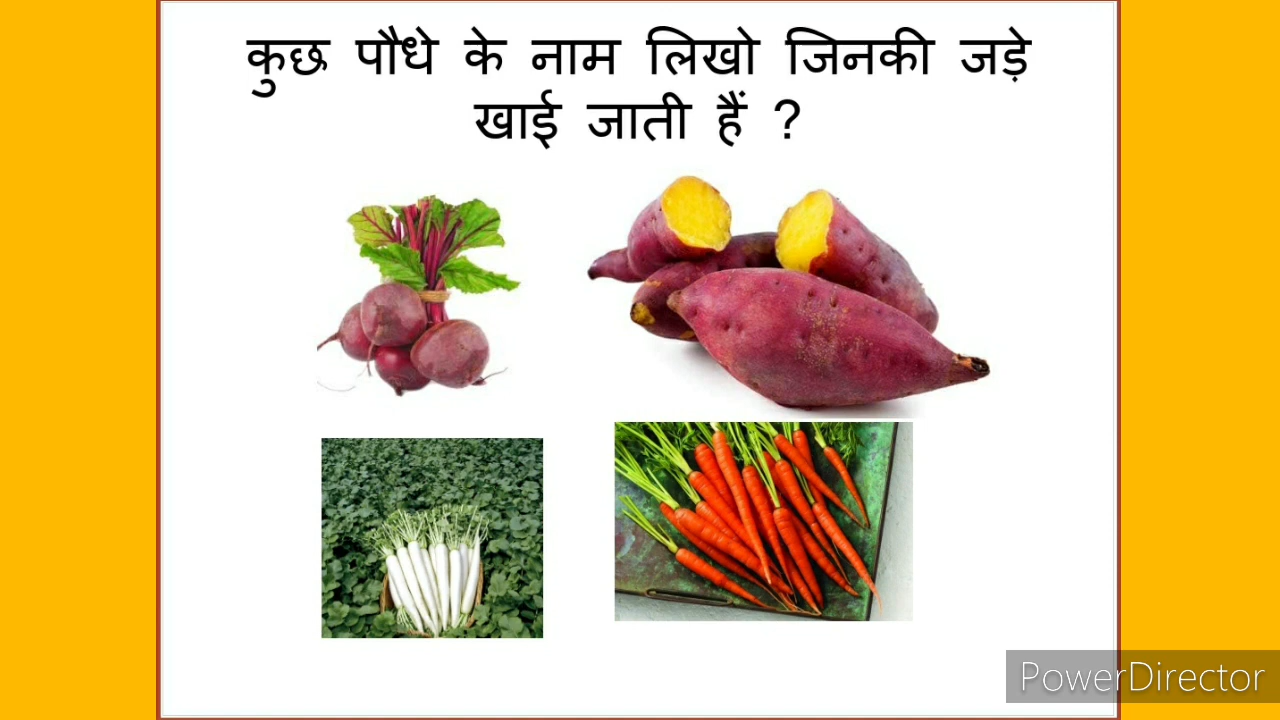 कुछ पौधे के नाम लिखो जिनकी जड़े
खाई जाती हैं ?
PowerDirector